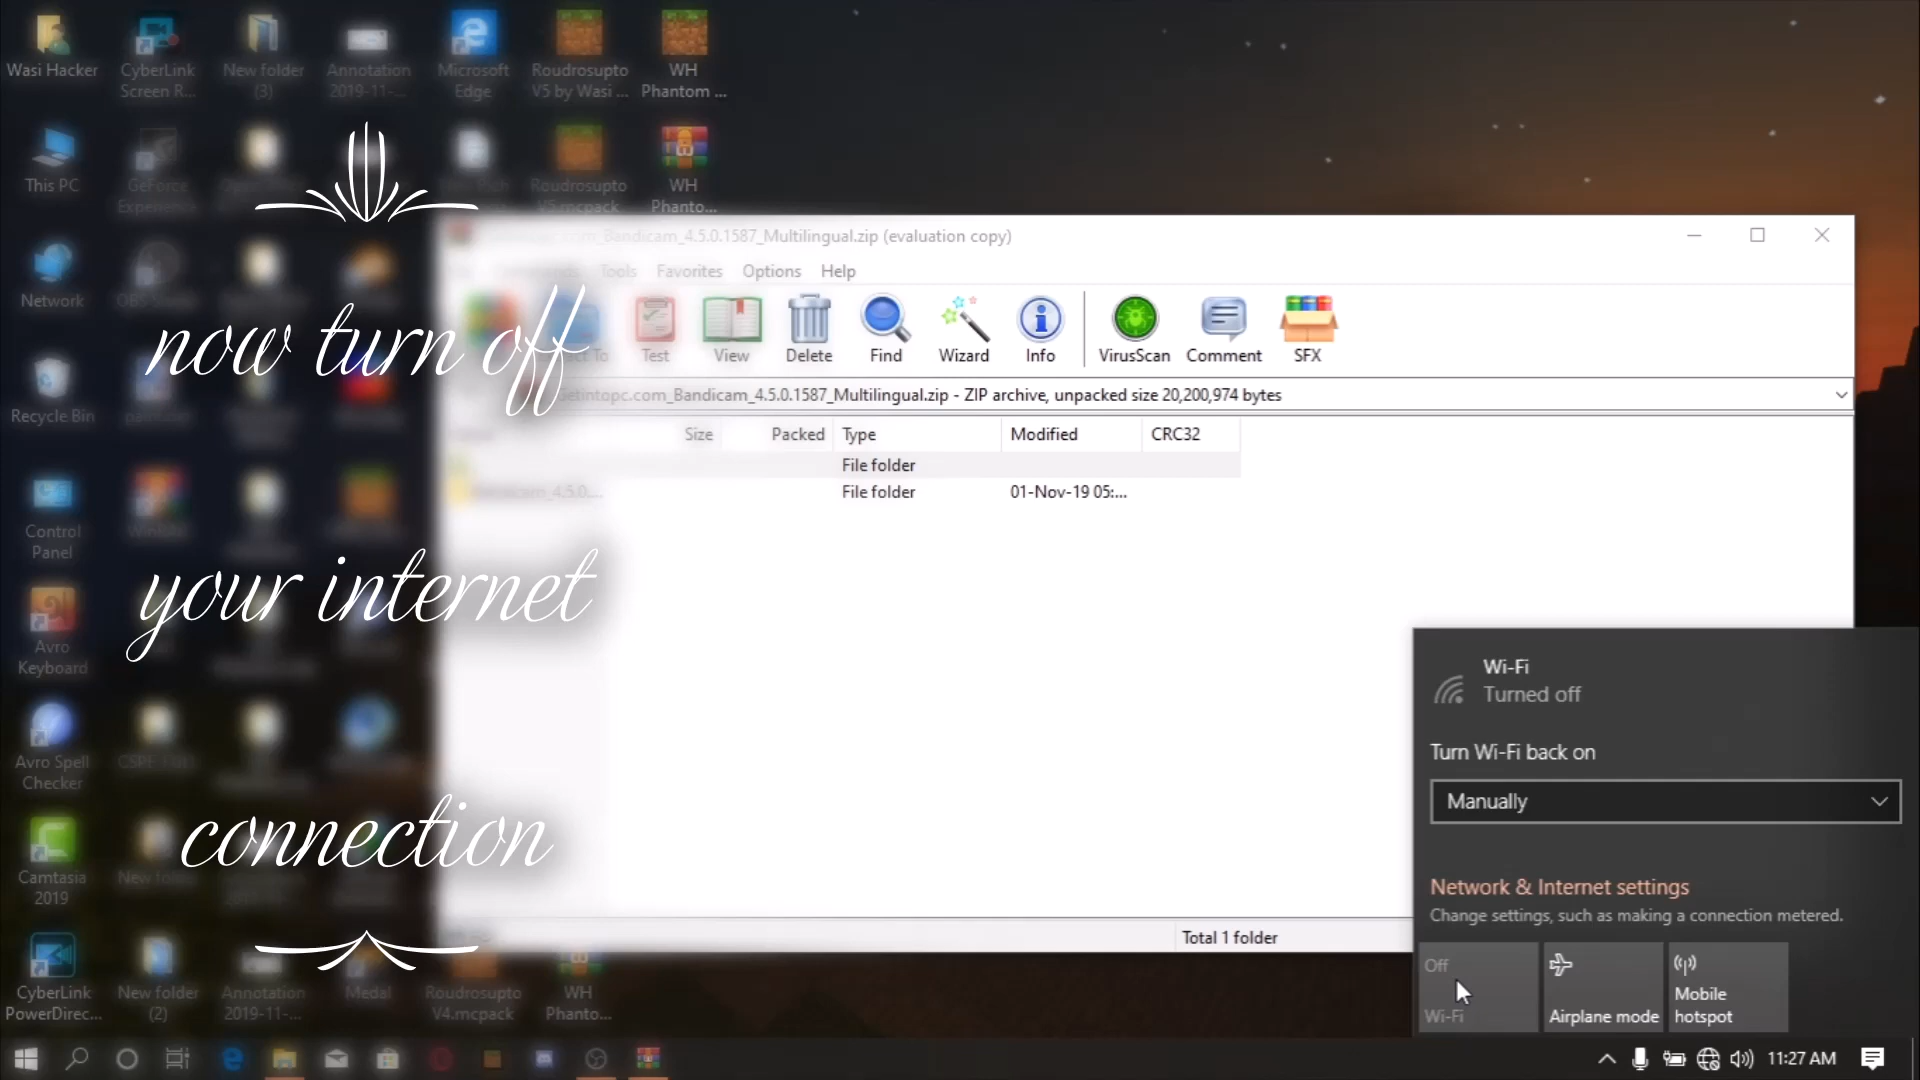 Wasi Hacker
CyberLink
Screen R...
New folder
(3)
Annotation
2019-11-...
Microsoft
Edge
Roudrosupto
V5 by Wasi ...
WH
Phantom ...
This PC
GeForce
Experience
Roudrosupto
V5.mcpack
WH
Phanto...
Bandicam_4.5.0.1587_Multilingual.zip (evaluation copy)
Tools
Favorites
Options
Help
Network
now turn off
To
Test
View
Delete
Find
Wizard
Info
VirusScan
Comment
SFX
Recycle Bin
Getintopc.com_Bandicam_4.5.0.1587_Multilingual.zip - ZIP archive, unpacked size 20,200,974 bytes
Size
Packed
Type
Modified
CRC32
File folder
File folder
01-Nov-19 05:...
Control
Panel
your internet
Avro
Keyboard
Wi-Fi
Turned off
Turn Wi-Fi back on
Manually
Avro Spell
Checker
connection
Camtasia
2019
Network & Internet settings
Change settings, such as making a connection metered.
Total 1 folder
CyberLink
PowerDirec...
New folder
(2)
Annotation
2019-11-...
Medal
Roudrosupto
V4.mcpack
WH
Phanto...
Off
Wi-Fi
Airplane mode
Mobile
hotspot
11:27 AM